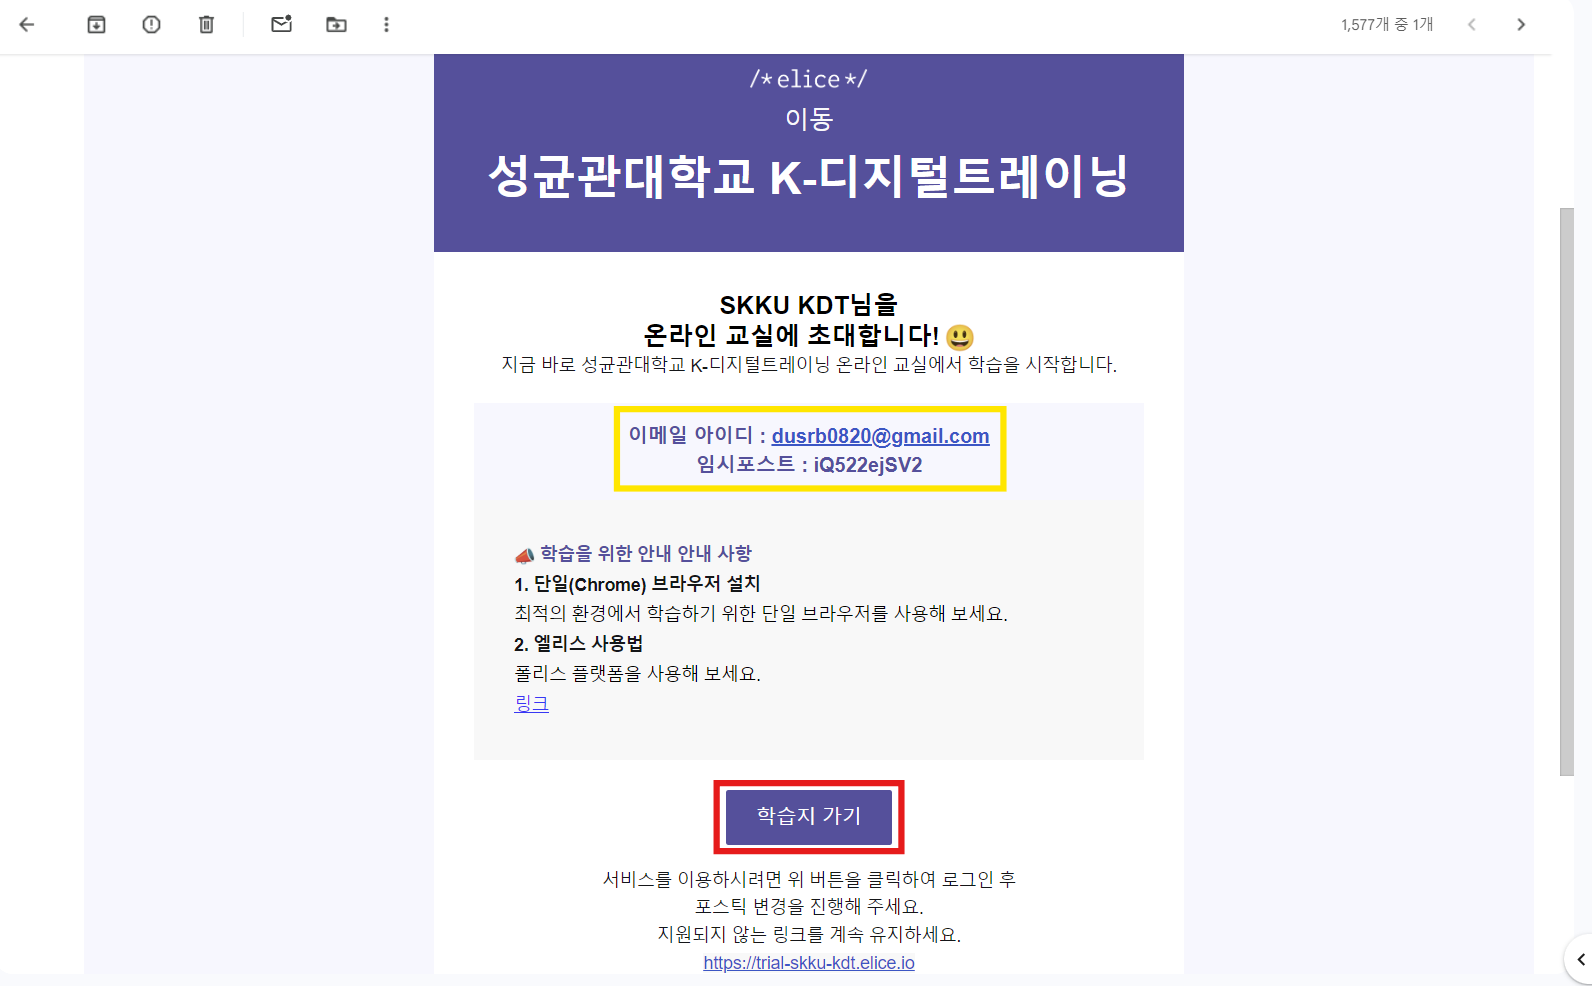 1,577개 중 1개
/*elice*/
이동
성균관대학교 K-디지털트레이닝
SKKU KDT님을
온라인 교실에 초대합니다! 😃
지금 바로 성균관대학교 K-디지털트레이닝 온라인 교실에서 학습을 시작합니다.
이메일 아이디 : dusrb0820@gmail.com
임시포스트 : iQ522ejSV2
📣 학습을 위한 안내 안내 사항
1. 단일(Chrome) 브라우저 설치
최적의 환경에서 학습하기 위한 단일 브라우저를 사용해 보세요.
2. 엘리스 사용법
폴리스 플랫폼을 사용해 보세요.
링크
학습지 가기
서비스를 이용하시려면 위 버튼을 클릭하여 로그인 후
포스틱 변경을 진행해 주세요.
지원되지 않는 링크를 계속 유지하세요.
https://trial-skku-kdt.elice.io